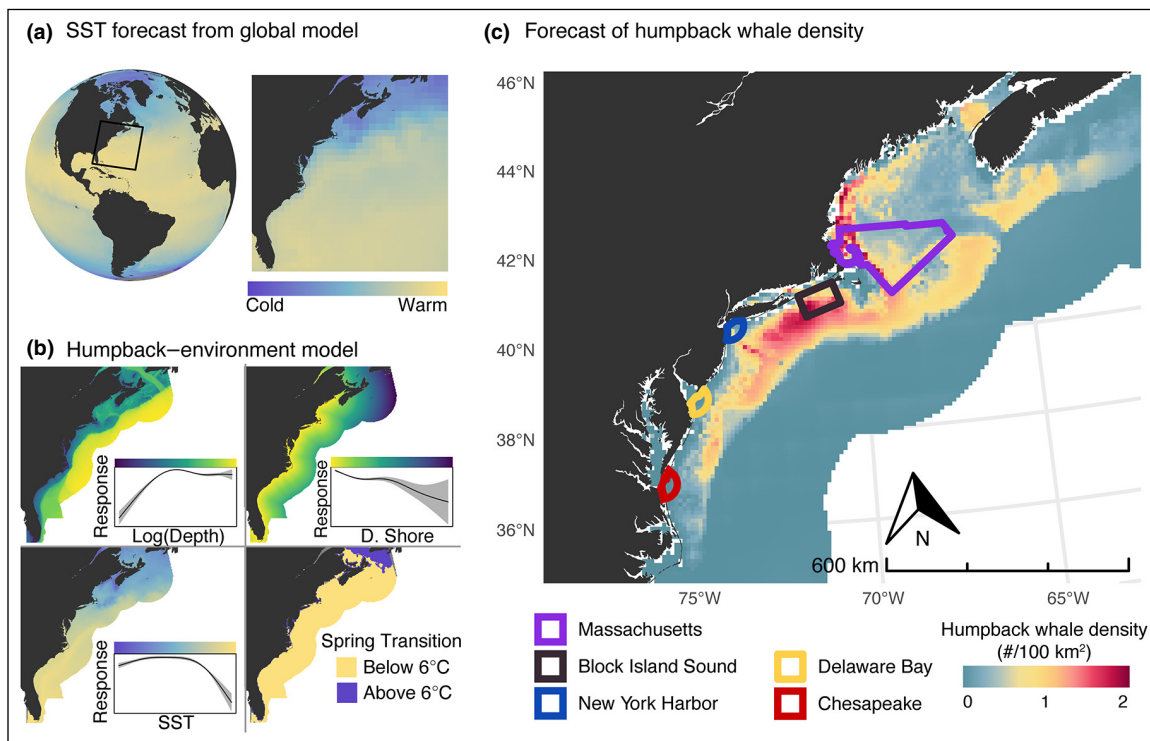 (a) SST forecast from global model
Cold Warm
(b) Humpback–environment model
Response
Log(Depth)
Response
D. Shore
Response
SST
Spring Transition
Below 6°C
Above 6°C
(c) Forecast of humpback whale density
46°N
44°N
42°N
40°N
38°N
36°N
N
600 km
75°W 70°W 65°W
Massachusetts
Block Island Sound
New York Harbor
Delaware Bay
Chesapeake
Humpback whale density
(#/100 km²)
0 1 2